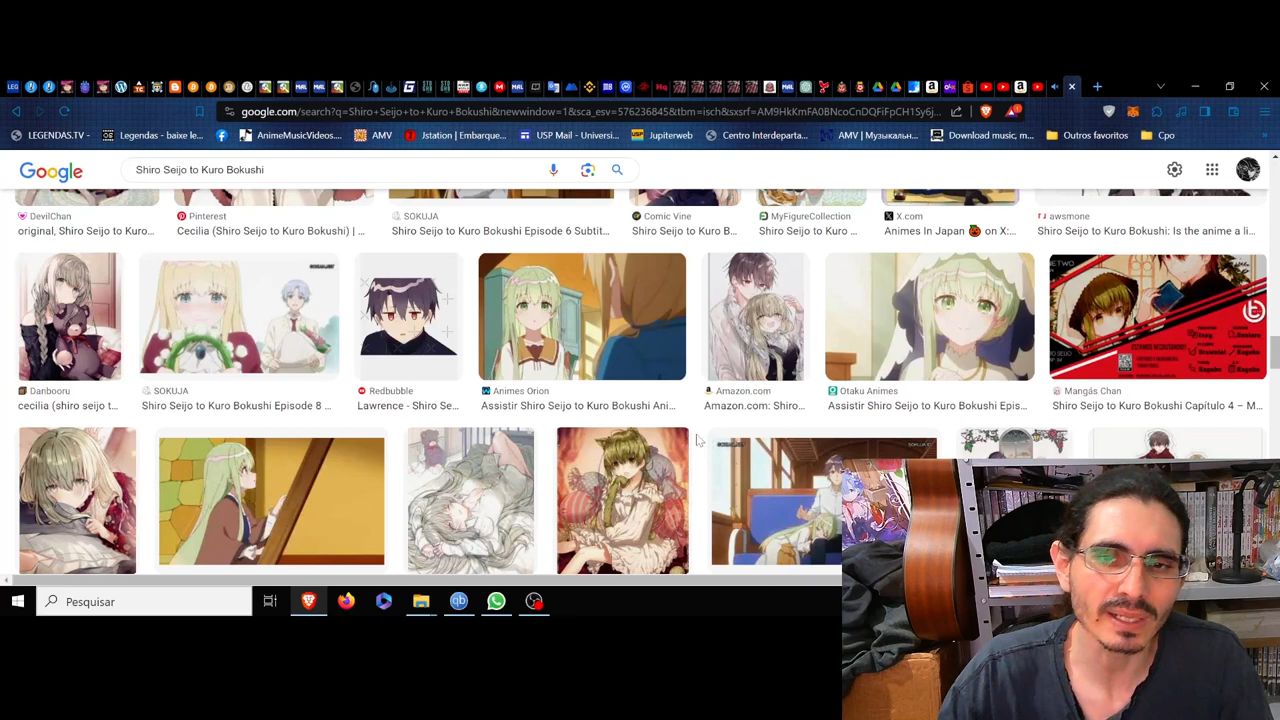 google.com/search?q=Shiro+Seijo+to+Kuro+Bokushi&newwindow=1&sca_esv=576236845&tbm=isch&sxsrf=AM9HkKmFA0BNcoCnDQFiFpCH1Sy6j...
LEGENDAS.TV -
Legendas - baixe le...
AnimeMusicVideos....
AMV
Jstation | Embarque...
USP Mail - Universi...
Jupiterweb
Centro Interdeparta...
AMV | Музыкальн...
Download music, m...
Outros favoritos
Cpo
Google
Shiro Seijo to Kuro Bokushi
DevilChan
Pinterest
SOKUJA
Comic Vine
MyFigureCollection
X.com
awsmone
original, Shiro Seijo to Kuro...
Cecilia (Shiro Seijo to Kuro Bokushi) | ...
Shiro Seijo to Kuro Bokushi Episode 6 Subtit...
Shiro Seijo to Kuro B...
Shiro Seijo to Kuro ...
Animes In Japan 🎃 on X:...
Shiro Seijo to Kuro Bokushi: Is the anime a li...
Danbooru
SOKUJA
Redbubble
Animes Orion
Amazon.com
Otaku Animes
Mangás Chan
cecilia (shiro seijo t...
Shiro Seijo to Kuro Bokushi Episode 8 ...
Lawrence - Shiro Se...
Assistir Shiro Seijo to Kuro Bokushi Ani...
Amazon.com: Shiro...
Assistir Shiro Seijo to Kuro Bokushi Epis...
Shiro Seijo to Kuro Bokushi Capítulo 4 – M...
Pesquisar